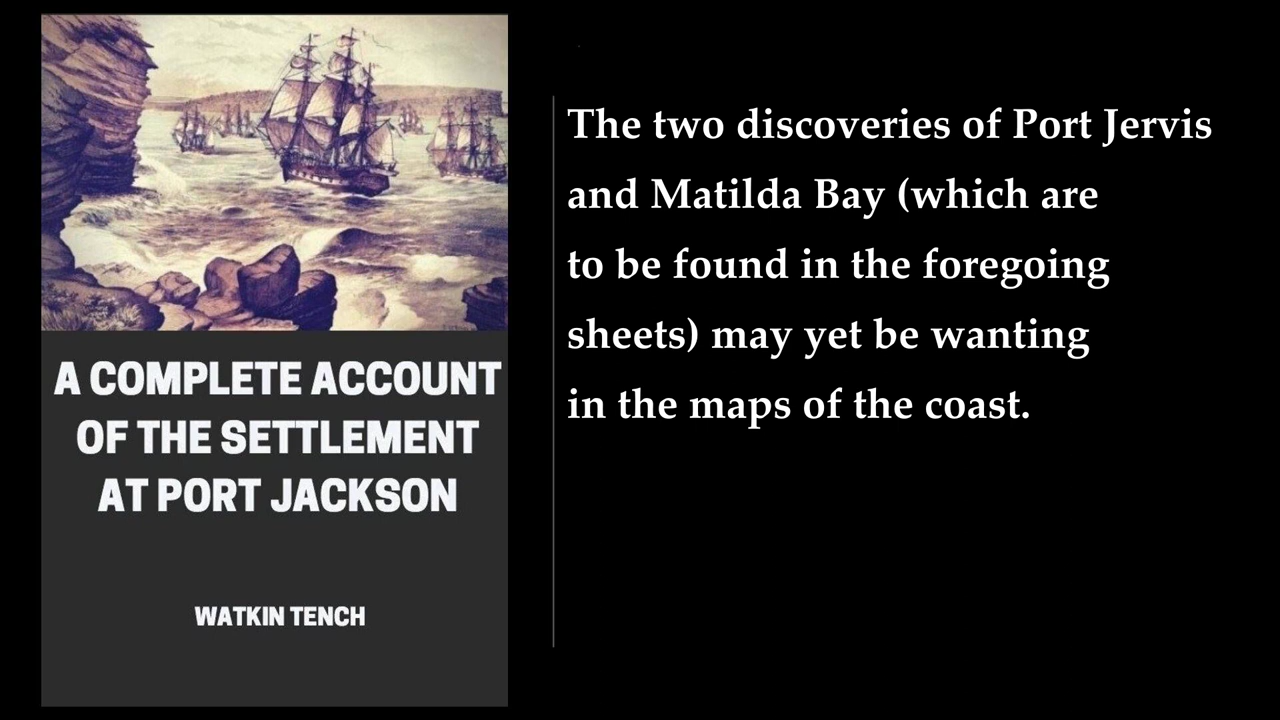 A COMPLETE ACCOUNT
OF THE SETTLEMENT
AT PORT JACKSON
WATKIN TENCH
The two discoveries of Port Jervis
and Matilda Bay (which are
to be found in the foregoing
sheets) may yet be wanting
in the maps of the coast.